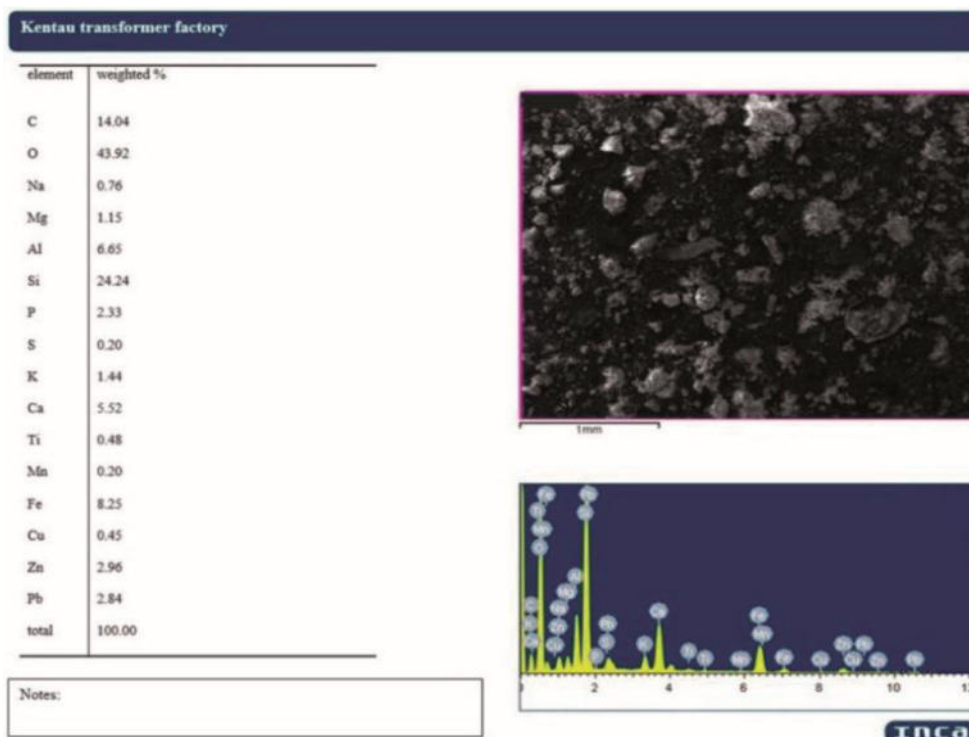 Kentau transformer factory
element weighted %
C 14.04
O 43.92
Na 0.76
Mg 1.15
Al 6.65
Si 24.24
P 2.33
S 0.20
K 1.44
Ca 5.52
Ti 0.48
Mn 0.20
Fe 8.25
Cu 0.45
Zn 2.96
Pb 2.84
total 100.00
Notes:
1mm
2 4 6 8 10
INCA